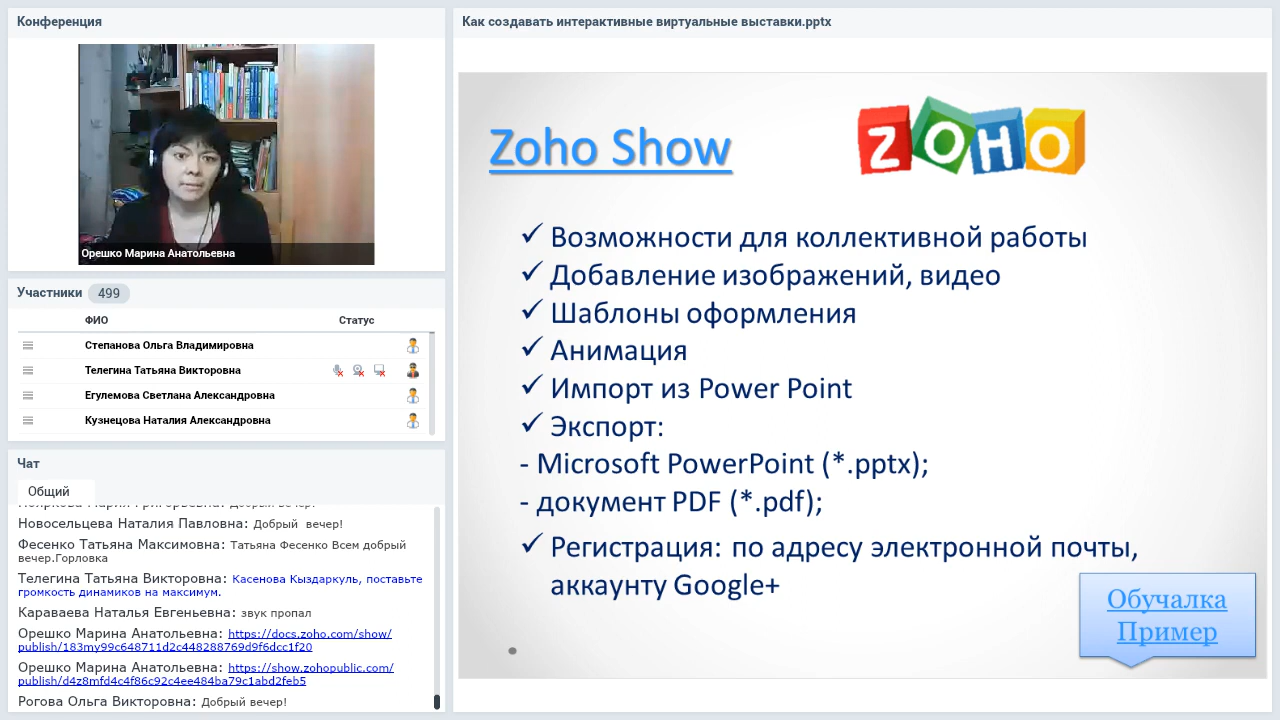 Конференция
Орешко Марина Анатольевна
Участники 499
ФИО Статус
Степанова Ольга Владимировна
Телегина Татьяна Викторовна
Егулемова Светлана Александровна
Кузнецова Наталия Александровна
Чат
Общий
Новосельцева Наталия Павловна: Добрый вечер!
Фесенко Татьяна Максимовна: Татьяна Фесенко Всем добрый
вечер.Горловка
Телегина Татьяна Викторовна: Касенова Кыздаркуль, поставьте
громкость динамиков на максимум.
Караваева Наталья Евгеньевна: звук пропал
Орешко Марина Анатольевна: https://docs.zoho.com/show/
publish/183my99c648711d2c448288769d9f6dcc1f20
Орешко Марина Анатольевна: https://show.zohopublic.com/
publish/d4z8mfd4c4f86c92c4ee484ba79c1abd2feb5
Рогова Ольга Викторовна: Добрый вечер!
Как создавать интерактивные виртуальные выставки.pptx
Zoho Show
ZOHO
✓ Возможности для коллективной работы
✓ Добавление изображений, видео
✓ Шаблоны оформления
✓ Анимация
✓ Импорт из Power Point
✓ Экспорт:
- Microsoft PowerPoint (*.pptx);
- документ PDF (*.pdf);
✓ Регистрация: по адресу электронной почты,
аккаунту Google+
Обучалка
Пример